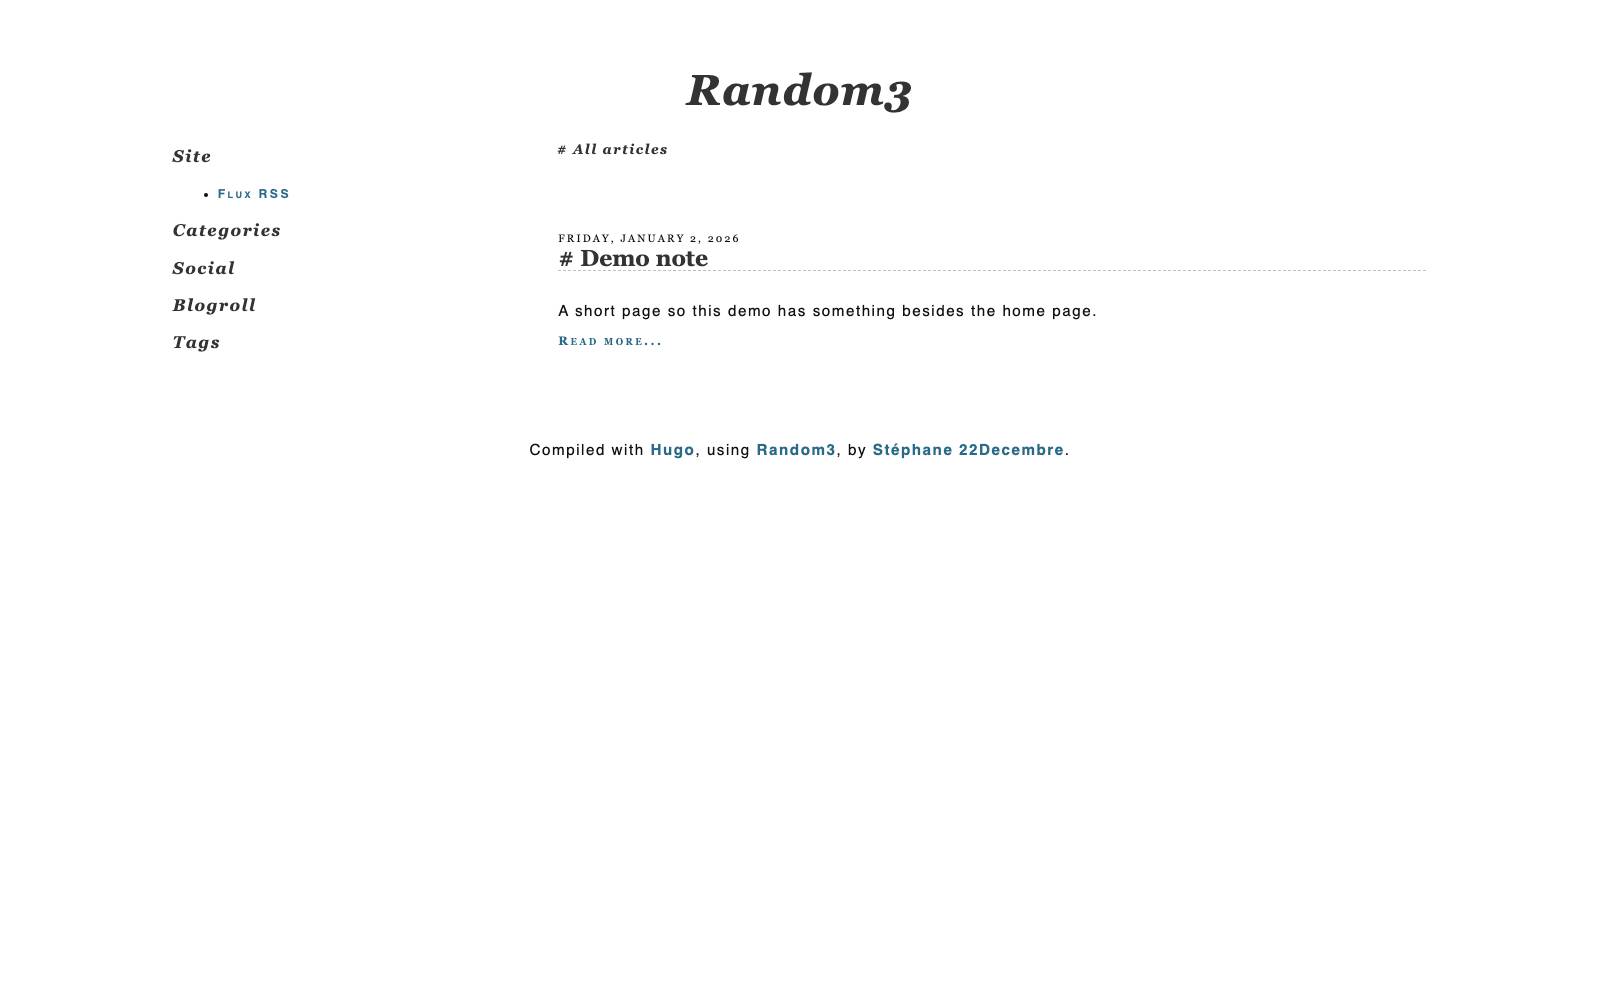 Random3
Site
• Flux RSS
Categories
Social
Blogroll
Tags
# All articles
FRIDAY, JANUARY 2, 2026
# Demo note
A short page so this demo has something besides the home page.
Read more...
Compiled with Hugo, using Random3, by Stéphane 22Decembre.